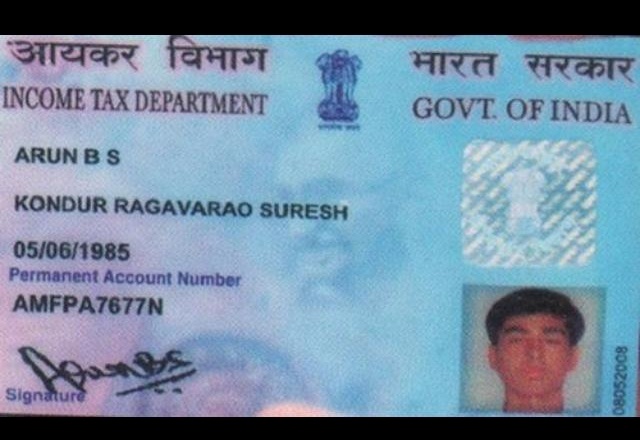 आयकर विभाग
INCOME TAX DEPARTMENT
भारत सरकार
GOVT. OF INDIA
ARUN B S
KONDUR RAGAVARAO SURESH
05/06/1985
Permanent Account Number
AMFPA7677N
Arun B S
Signature
08052008